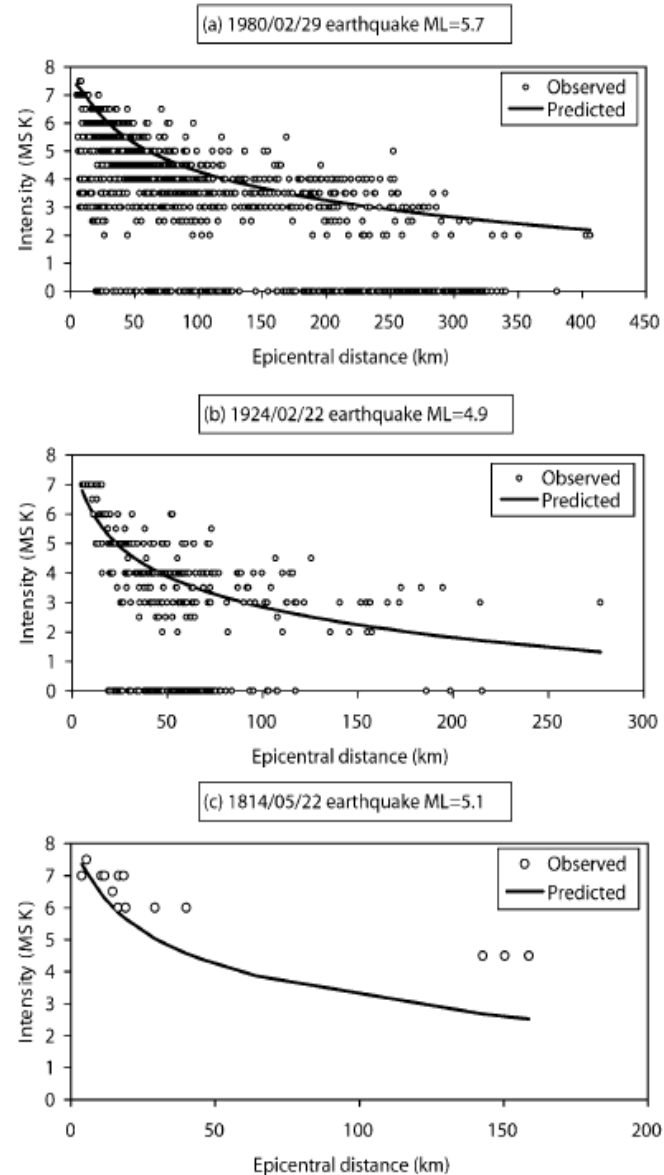 (a) 1980/02/29 earthquake ML=5.7
8
7
6
5
4
3
2
1
0
Intensity (MSK)
Observed
Predicted
0 50 100 150 200 250 300 350 400 450
Epicentral distance (km)
(b) 1924/02/22 earthquake ML=4.9
8
7
6
5
4
3
2
1
0
Intensity (MSK)
Observed
Predicted
0 50 100 150 200 250 300
Epicentral distance (km)
(c) 1814/05/22 earthquake ML=5.1
8
7
6
5
4
3
2
1
0
Intensity (MSK)
Observed
Predicted
0 50 100 150 200
Epicentral distance (km)